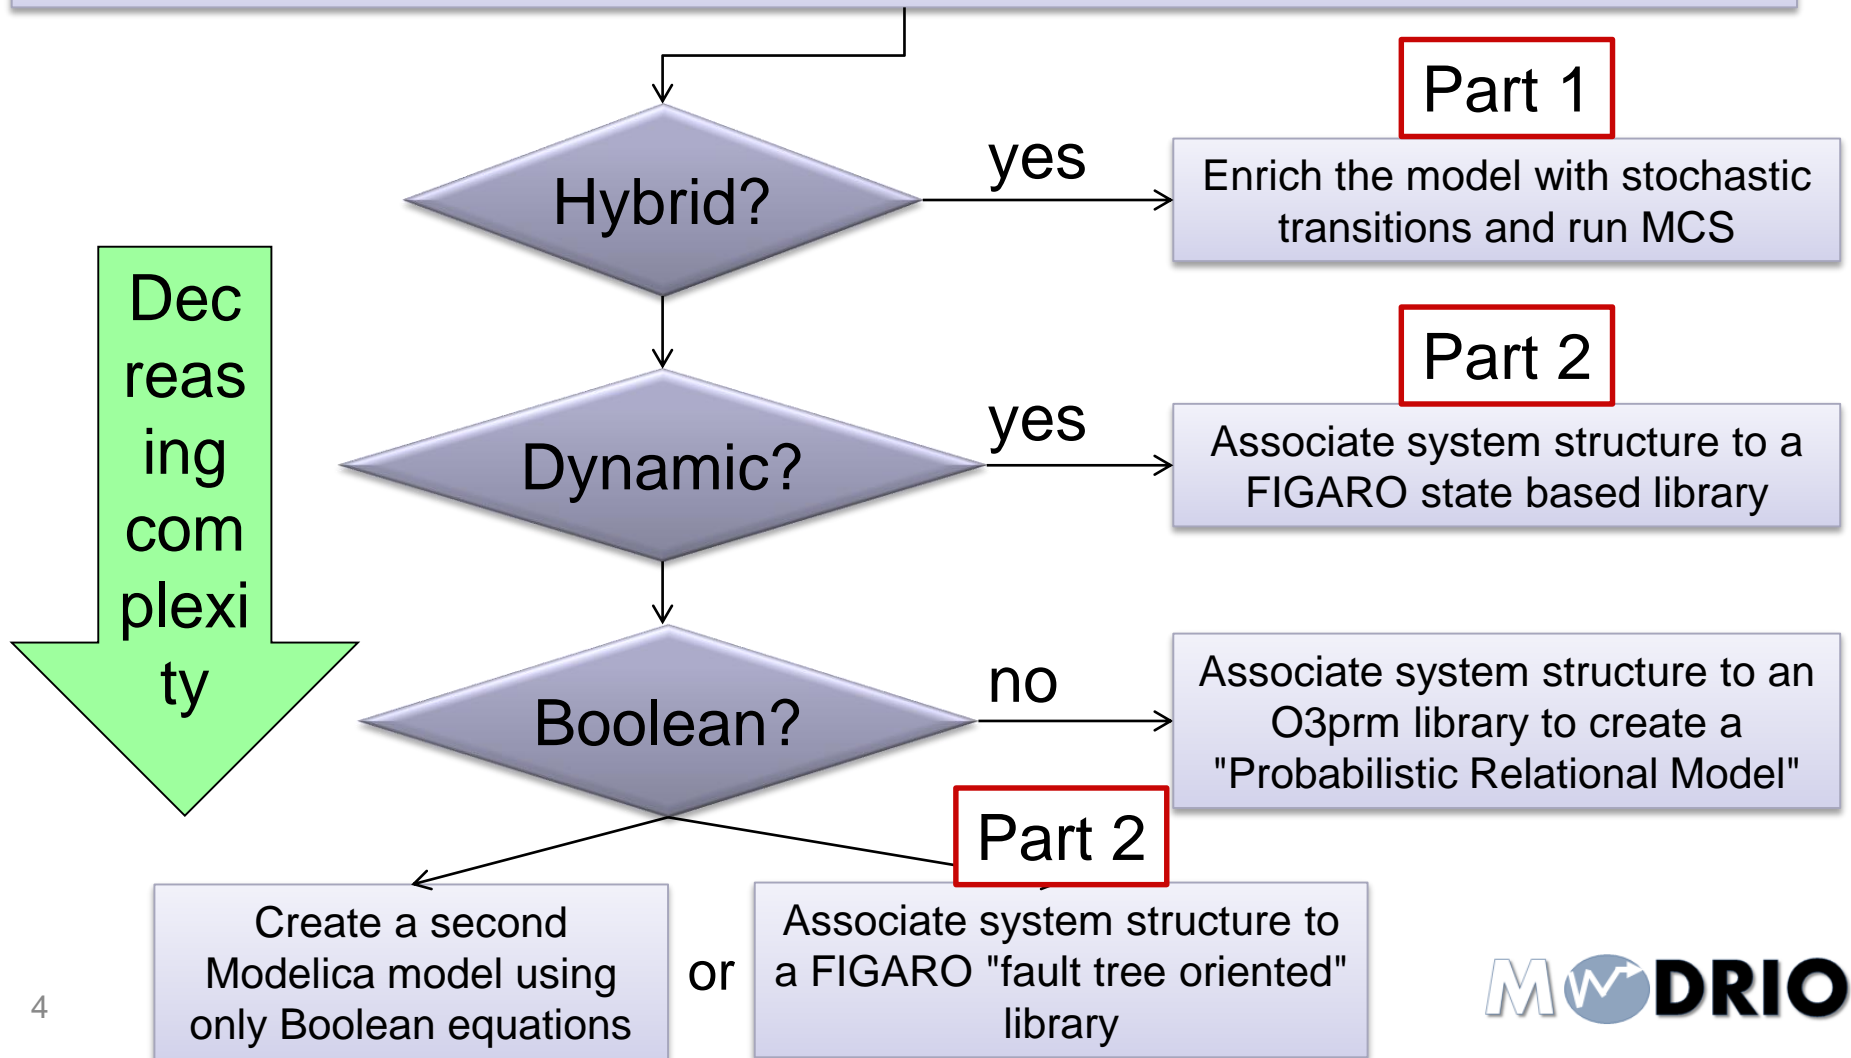 Part 1
Hybrid?
yes
Enrich the model with stochastic
transitions and run MCS
Dec
reas
ing
com
plexi
ty
Part 2
Dynamic?
yes
Associate system structure to a
FIGARO state based library
Boolean?
no
Associate system structure to an
O3prm library to create a
"Probabilistic Relational Model"
Part 2
Create a second
Modelica model using
only Boolean equations
or
Associate system structure to
a FIGARO "fault tree oriented"
library
4
MODRIO